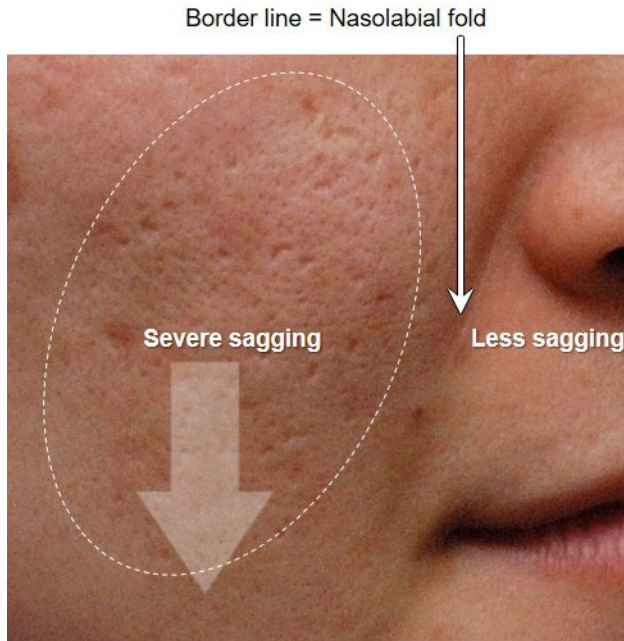 Border line = Nasolabial fold
Severe sagging
Less sagging